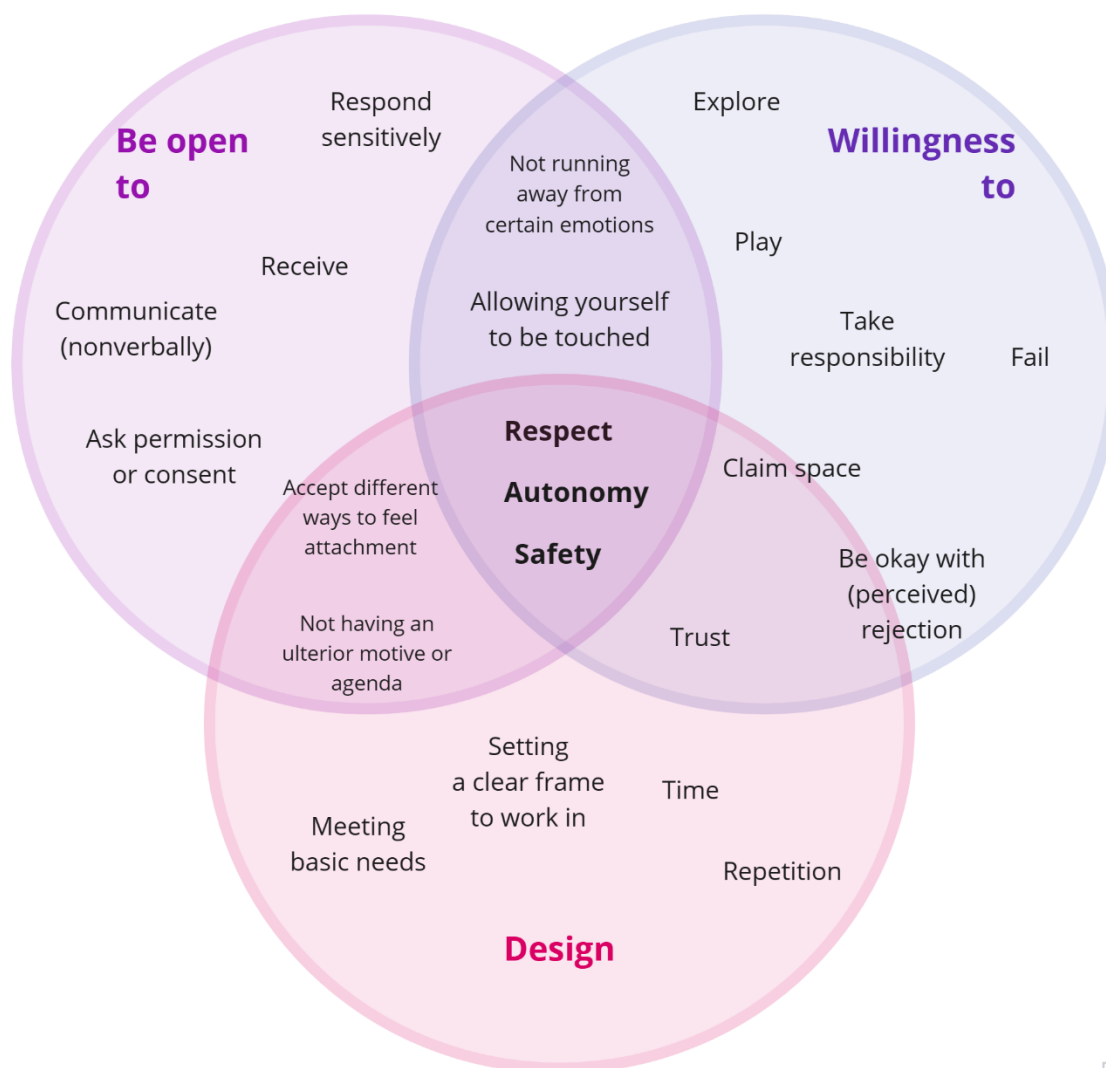 Be open
to
Respond
sensitively
Receive
Communicate
(nonverbally)
Ask permission
or consent
Not running
away from
certain emotions
Allowing yourself
to be touched
Willingness
to
Explore
Play
Take
responsibility
Fail
Claim space
Be okay with
(perceived)
rejection
Respect
Autonomy
Safety
Accept different
ways to feel
attachment
Not having an
ulterior motive or
agenda
Trust
Setting
a clear frame
to work in
Time
Meeting
basic needs
Repetition
Design